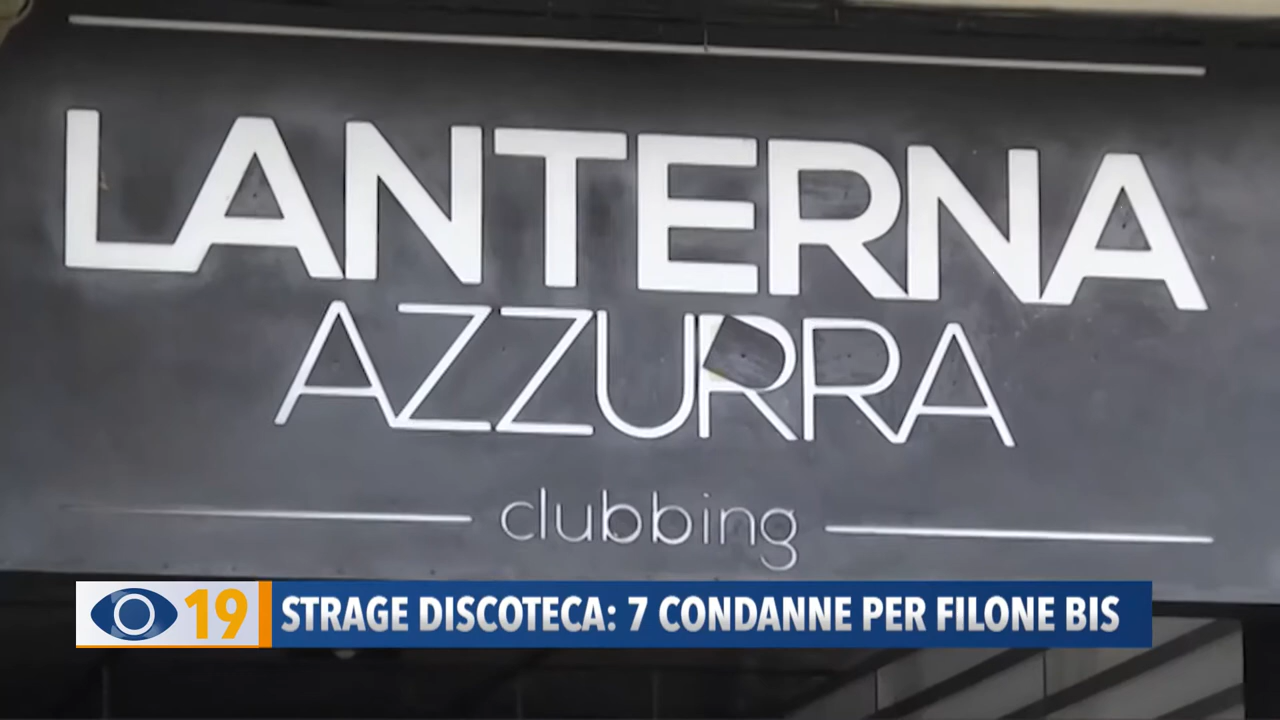 LANTERNA
AZZURRA
clubbing
19 STRAGE DISCOTECA: 7 CONDANNE PER FILONE BIS